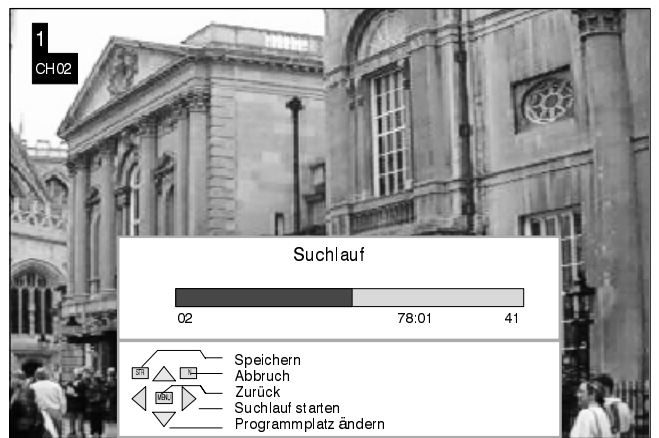 1
CH02
Suchlauf
02 78:01 41
STR N
Speichern
Abbruch
MENU
Zurück
Suchlauf starten
Programmplatz ändern